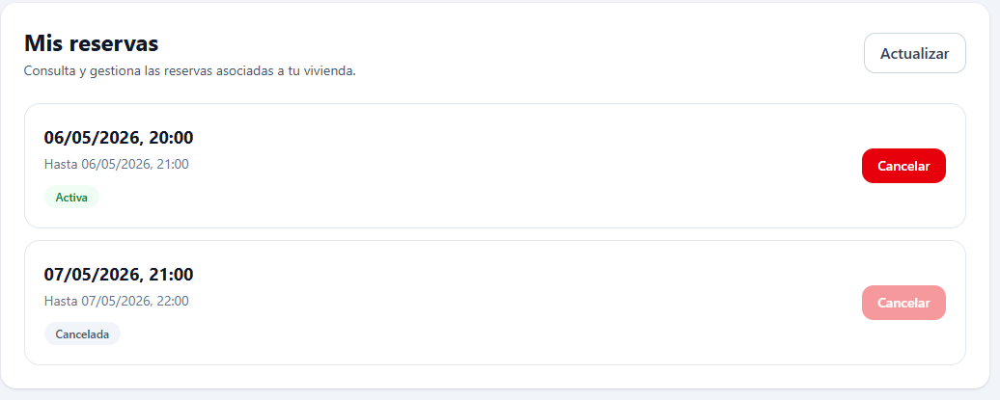 Mis reservas
Consulta y gestiona las reservas asociadas a tu vivienda.
Actualizar
06/05/2026, 20:00
Hasta 06/05/2026, 21:00
Activa
Cancelar
07/05/2026, 21:00
Hasta 07/05/2026, 22:00
Cancelada
Cancelar